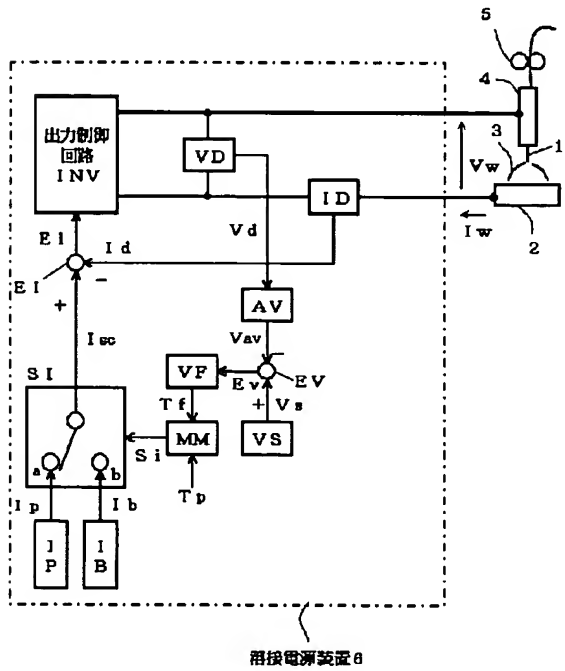 5
4
出力制御
回路
INV
VD
3
1
Vw
ID
2
Iw
Vd
Ei
Id
EI
-
+
AV
Isc
Vav
-
SI
VF
Ev
EV
+
Vs
Tf
MM
VS
Si
a
b
Ip
Ib
Tp
I
P
I
B
溶接電源装置6